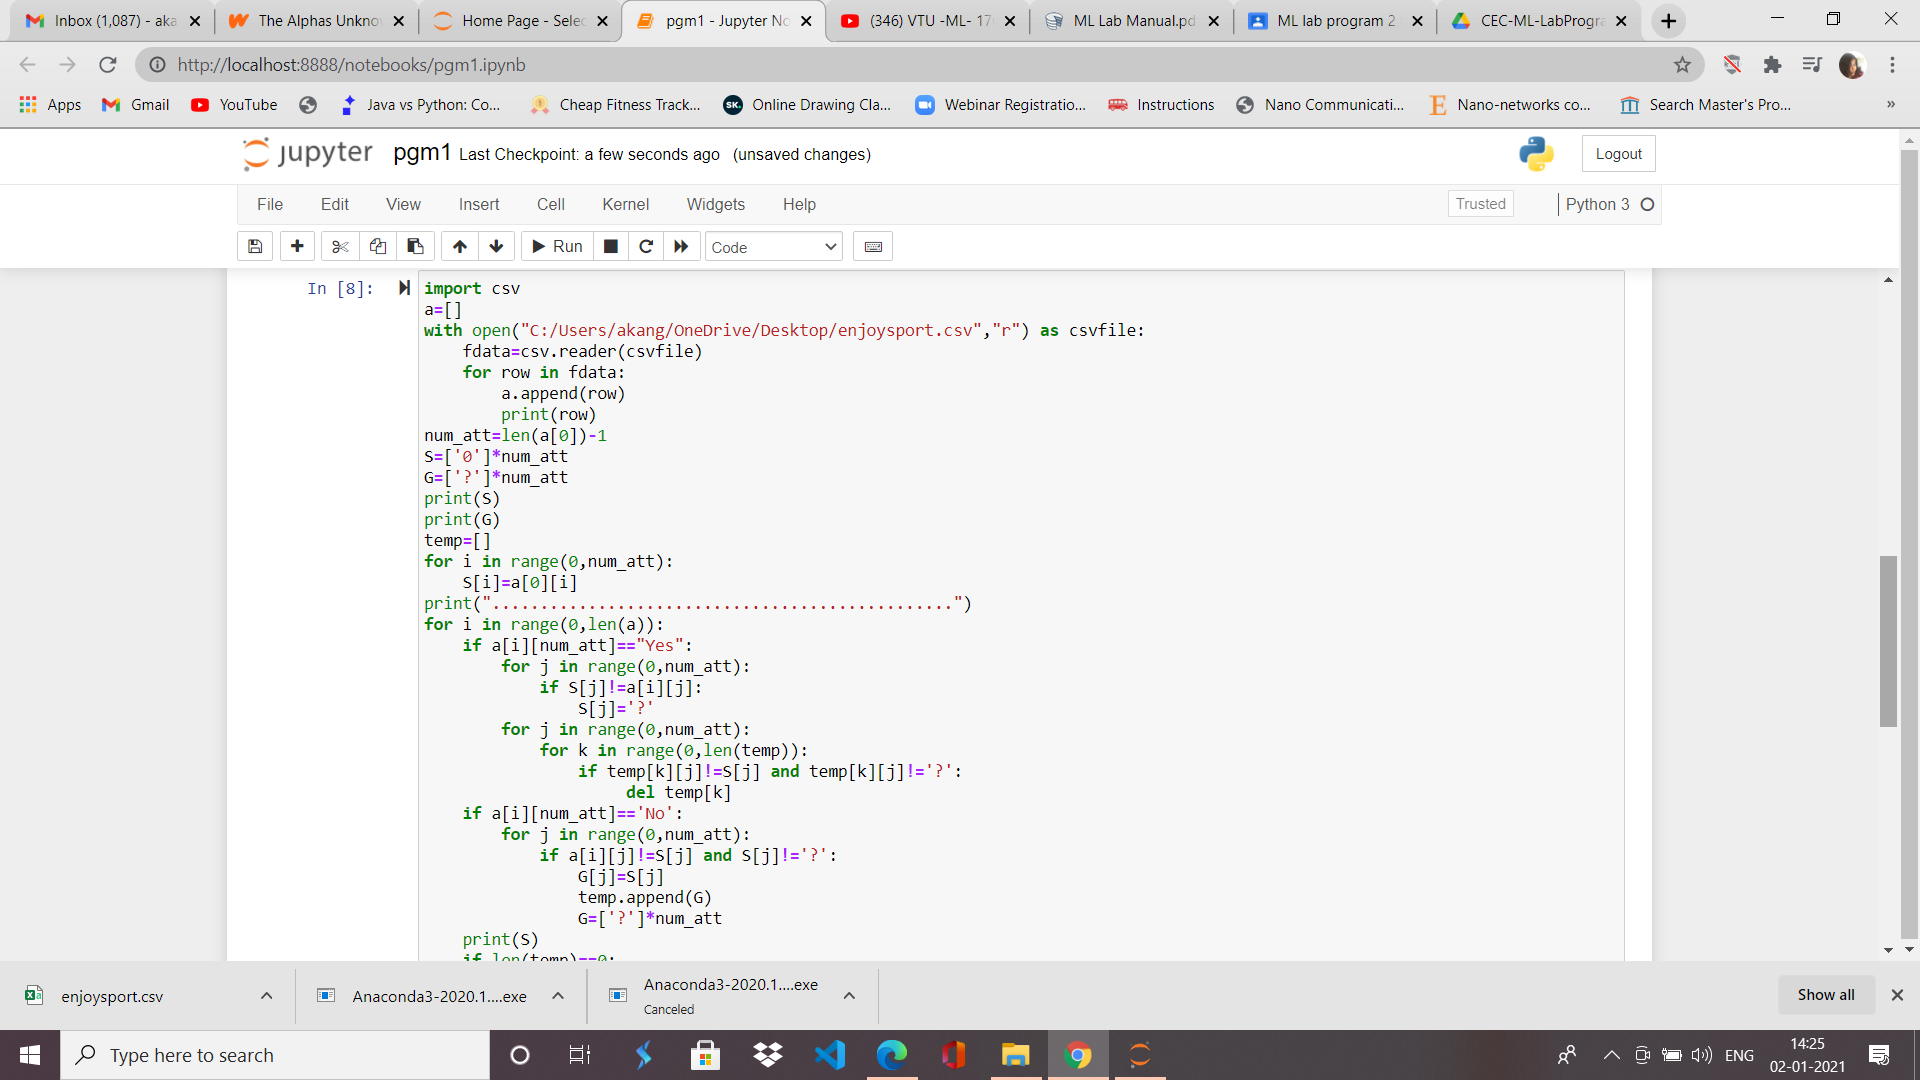 Inbox (1,087) - aka
The Alphas Unkno
Home Page - Selec
pgm1 - Jupyter No
(346) VTU -ML- 17
ML Lab Manual.pd
ML lab program 2
CEC-ML-LabProgra
http://localhost:8888/notebooks/pgm1.ipynb
Apps
Gmail
YouTube
Java vs Python: Co...
Cheap Fitness Track...
SK.
Online Drawing Cla...
Webinar Registratio...
Instructions
Nano Communicati...
Nano-networks co...
Search Master's Pro...
»
jupyter pgm1 Last Checkpoint: a few seconds ago (unsaved changes)
Logout
File Edit View Insert Cell Kernel Widgets Help
Trusted
Python 3
Run
Code
In [8]:
import csv
a=[]
with open("C:/Users/akang/OneDrive/Desktop/enjoysport.csv","r") as csvfile:
    fdata=csv.reader(csvfile)
    for row in fdata:
        a.append(row)
        print(row)
num_att=len(a[0])-1
S=['0']*num_att
G=['?']*num_att
print(S)
print(G)
temp=[]
for i in range(0,num_att):
    S[i]=a[0][i]
print("................................................")
for i in range(0,len(a)):
    if a[i][num_att]=="Yes":
        for j in range(0,num_att):
            if S[j]!=a[i][j]:
                S[j]='?'
        for j in range(0,num_att):
            for k in range(0,len(temp)):
                if temp[k][j]!=S[j] and temp[k][j]!='?':
                     del temp[k]
    if a[i][num_att]=='No':
        for j in range(0,num_att):
            if a[i][j]!=S[j] and S[j]!='?':
                G[j]=S[j]
                temp.append(G)
                G=['?']*num_att
    print(S)
    if len(temp)==0:
enjoysport.csv
Anaconda3-2020.1....exe
Anaconda3-2020.1....exe
Canceled
Show all
Type here to search
ENG
14:25
02-01-2021